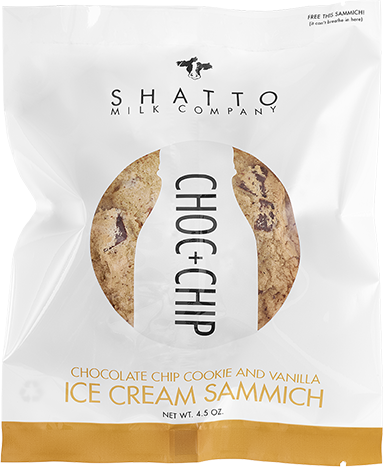 FREE THIS SAMMICH!
(it can't breathe in here)
SHATTO
MILK COMPANY
CHOC+CHIP
CHOCOLATE CHIP COOKIE AND VANILLA
ICE CREAM SAMMICH
NET WT. 4.5 OZ.